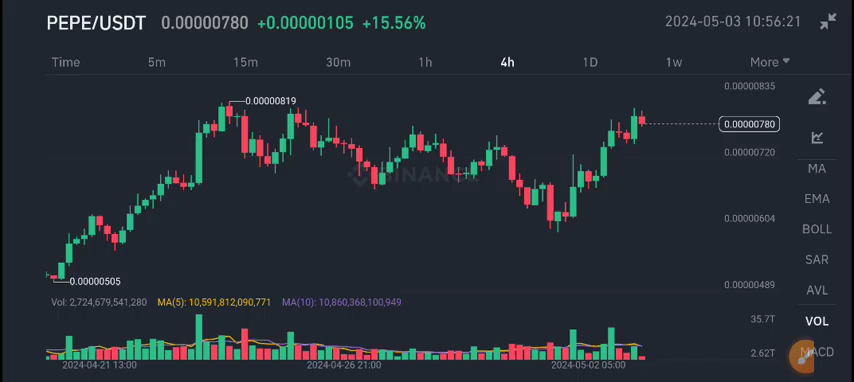 PEPE/USDT 0.00000780 +0.00000105 +15.56% 2024-05-03 10:56:21
Time 5m 15m 30m 1h 4h 1D 1w More
0.00000835
0.00000819
0.00000780
0.00000720
MA
BINANCE
EMA
0.00000604
BOLL
SAR
0.00000505
0.00000489
AVL
Vol: 2,724,679,541,280 MA(5): 10,591,812,090,771 MA(10): 10,860,368,100,949
35.7T
VOL
2.62T
MACD
2024-04-21 13:00 2024-04-26 21:00 2024-05-02 05:00